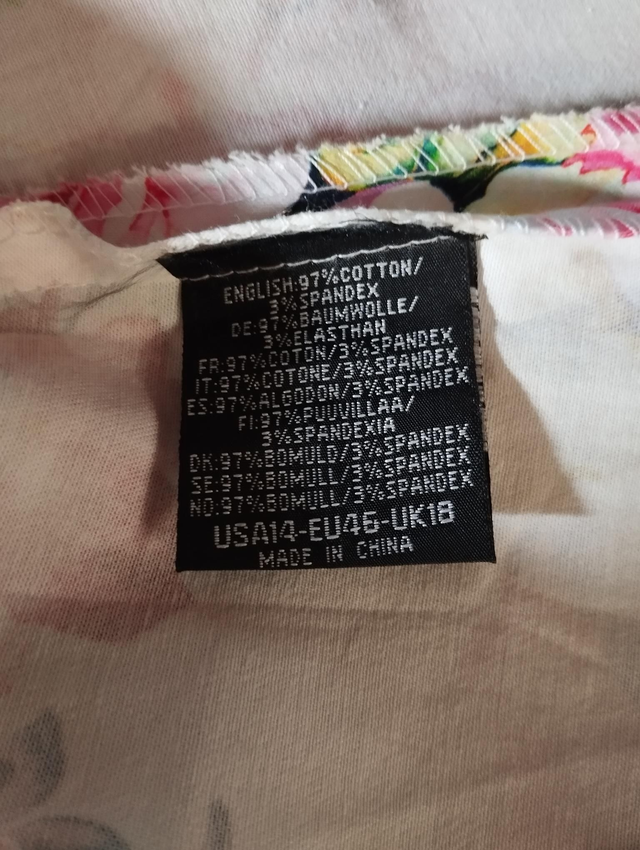 ENGLISH:97%COTTON/
3%SPANDEX
DE:97%BAUMWOLLE/
3%ELASTHAN
FR:97%COTON/3%SPANDEX
IT:97%COTONE/3%SPANDEX
ES:97%ALGODON/3%SPANDEX
FI:97%PUUVILLAA/
3%SPANDEXIA
DK:97%BOMULD/3%SPANDEX
SE:97%BOMULL/3%SPANDEX
NO:97%BOMULL/3%SPANDEX
USA14-EU46-UK18
MADE IN CHINA